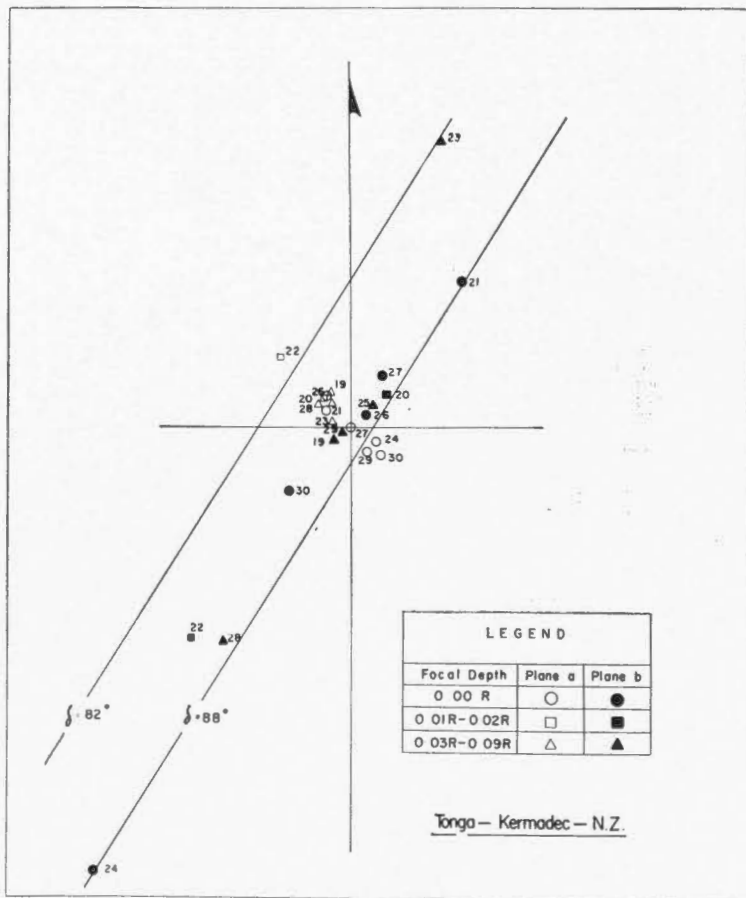 23
21
22
27
26 19
20 20
25
28 21 26
23
29 27 24
19
29 30
30
22 28
LEGEND
Focal Depth Plane a Plane b
0 00 R
0 01R-0 02R
0 03R-0 09R
82° 88°
Tonga — Kermadec — N.Z.
24